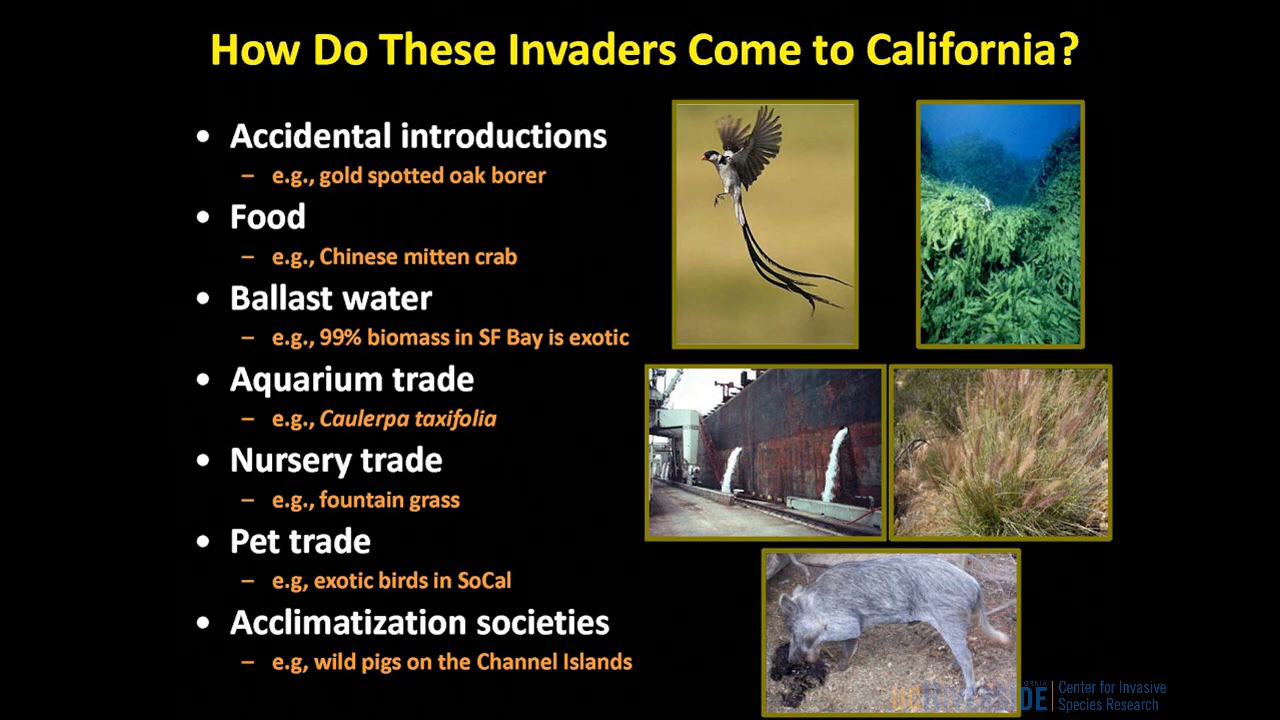 How Do These Invaders Come to California?
• Accidental introductions
– e.g., gold spotted oak borer
• Food
– e.g., Chinese mitten crab
• Ballast water
– e.g., 99% biomass in SF Bay is exotic
• Aquarium trade
– e.g., Caulerpa taxifolia
• Nursery trade
– e.g., fountain grass
• Pet trade
– e.g, exotic birds in SoCal
• Acclimatization societies
– e.g, wild pigs on the Channel Islands
Center for Invasive
Species Research